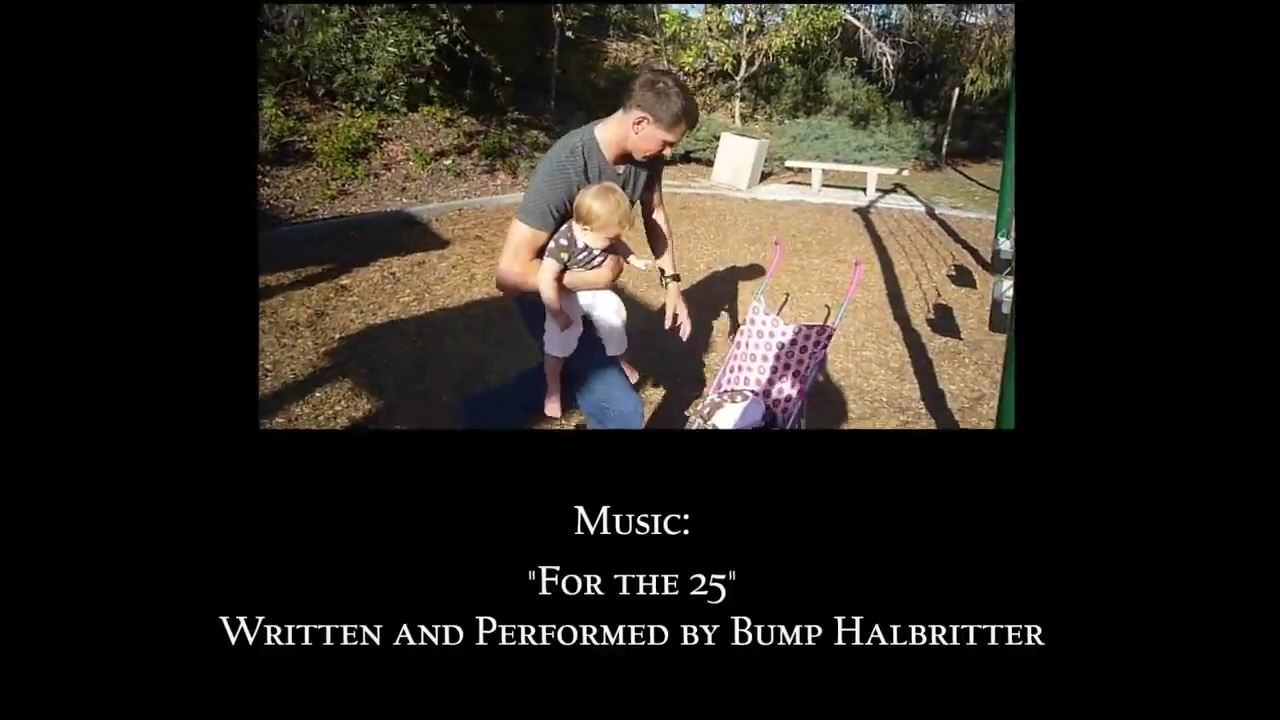 Music:
"For the 25"
Written and Performed by Bump Halbritter